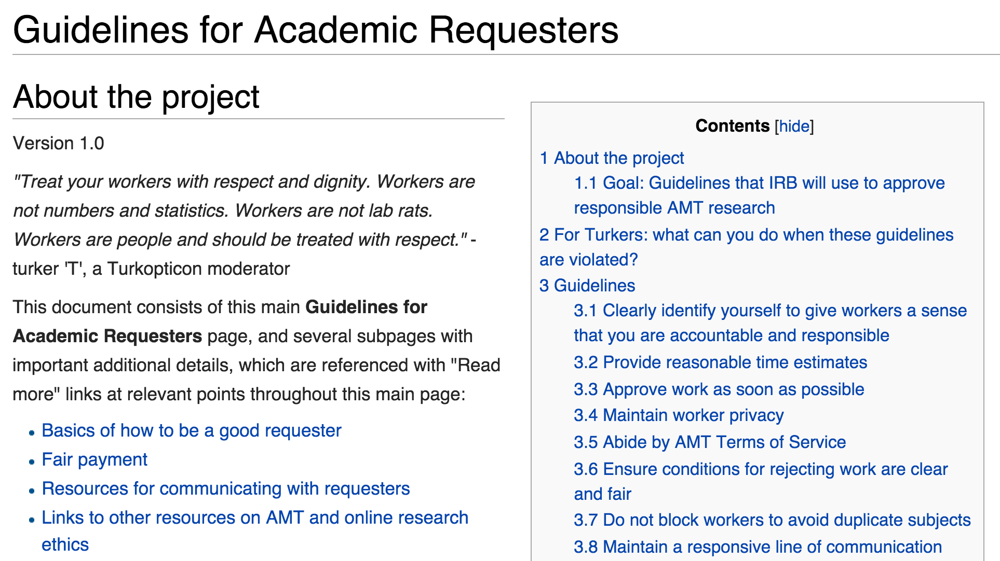 Guidelines for Academic Requesters
About the project
Version 1.0
"Treat your workers with respect and dignity. Workers are
not numbers and statistics. Workers are not lab rats.
Workers are people and should be treated with respect." -
turker 'T', a Turkopticon moderator
This document consists of this main Guidelines for
Academic Requesters page, and several subpages with
important additional details, which are referenced with "Read
more" links at relevant points throughout this main page:
Basics of how to be a good requester
Fair payment
Resources for communicating with requesters
Links to other resources on AMT and online research
ethics
Contents [hide]
1 About the project
1.1 Goal: Guidelines that IRB will use to approve
responsible AMT research
2 For Turkers: what can you do when these guidelines
are violated?
3 Guidelines
3.1 Clearly identify yourself to give workers a sense
that you are accountable and responsible
3.2 Provide reasonable time estimates
3.3 Approve work as soon as possible
3.4 Maintain worker privacy
3.5 Abide by AMT Terms of Service
3.6 Ensure conditions for rejecting work are clear
and fair
3.7 Do not block workers to avoid duplicate subjects
3.8 Maintain a responsive line of communication